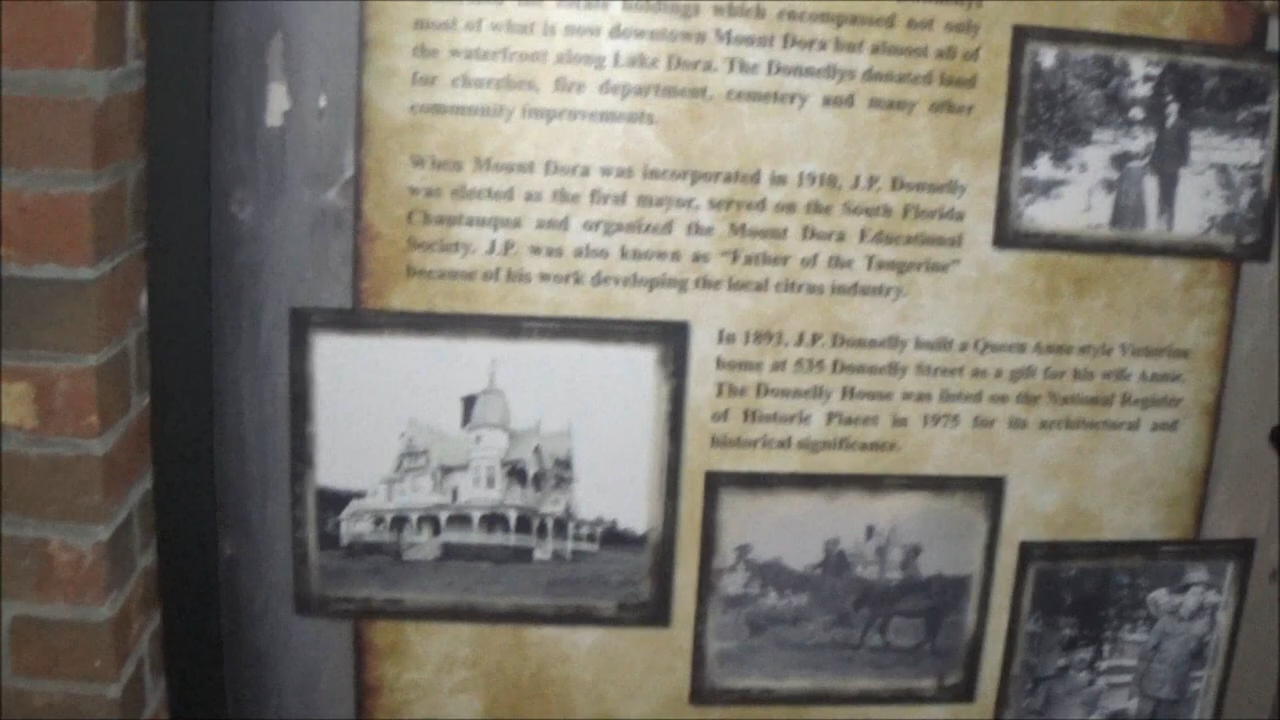 holdings which encompassed not only
most of what is now downtown Mount Dora but almost all of
the waterfront along Lake Dora. The Donnellys donated land
for churches, fire department, cemetery and many other
community improvements.
When Mount Dora was incorporated in 1910, J.P. Donnelly
was elected as the first mayor, served on the South Florida
Chautauqua and organized the Mount Dora Educational
Society. J.P. was also known as "Father of the Tangerine"
because of his work developing the local citrus industry.
In 1893, J.P. Donnelly built a Queen Anne style Victorian
home at 535 Donnelly Street as a gift for his wife Annie.
The Donnelly House was listed on the National Register
of Historic Places in 1975 for its architectural and
historical significance.